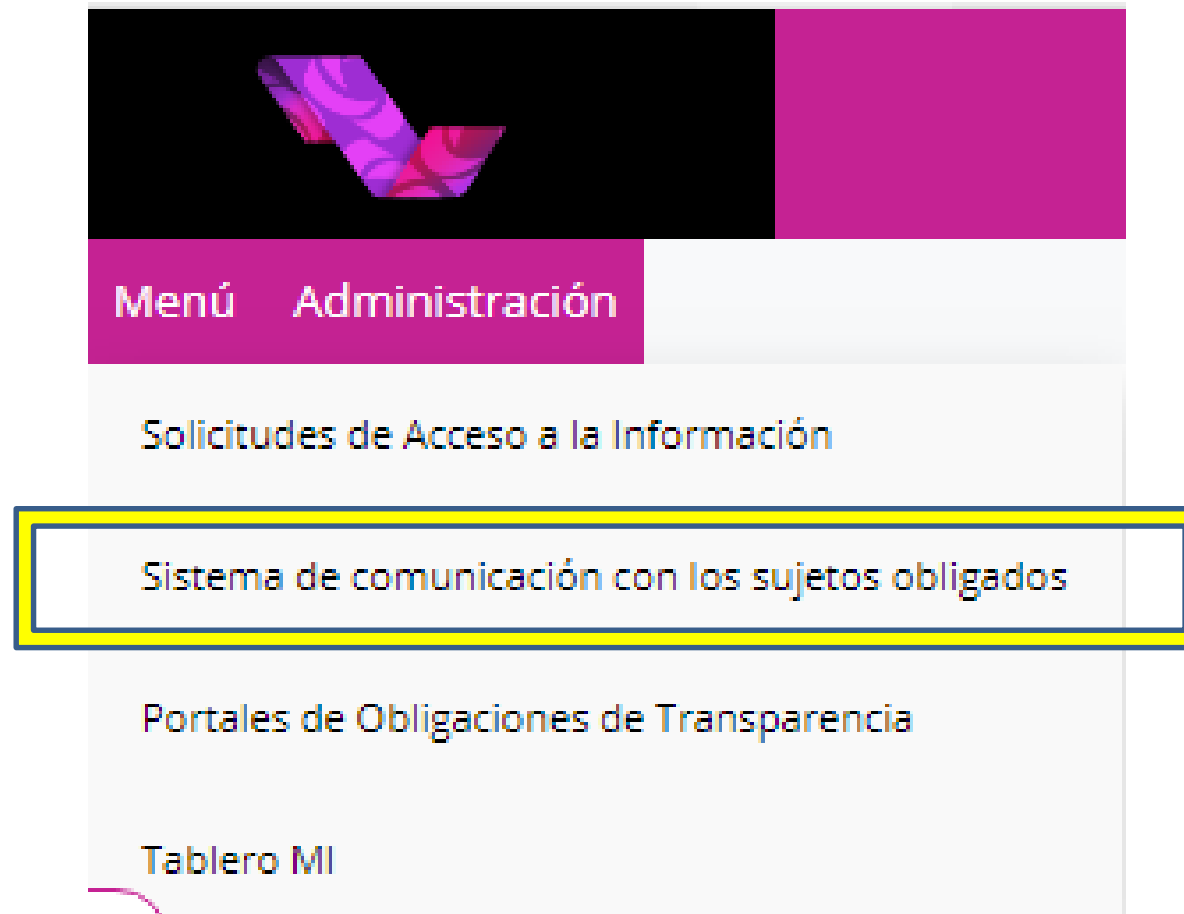 Menú Administración
Solicitudes de Acceso a la Información
Sistema de comunicación con los sujetos obligados
Portales de Obligaciones de Transparencia
Tablero MI